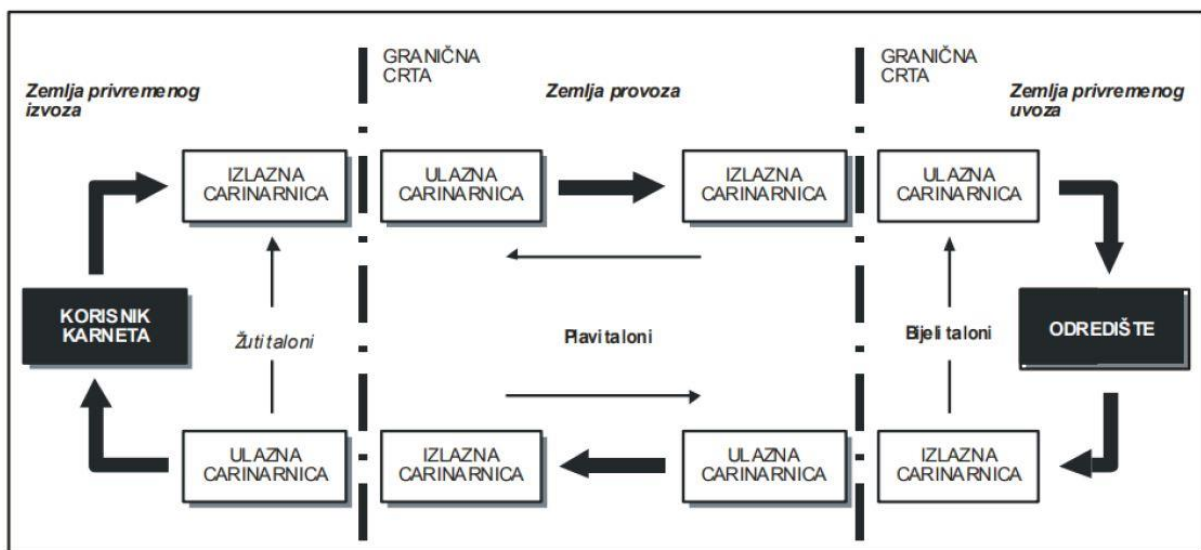 GRANIČNA
CRTA
GRANIČNA
CRTA
Zemlja privremenog
izvoza
Zemlja provoza
Zemlja privremenog
uvoza
IZLAZNA
CARINARNICA
ULAZNA
CARINARNICA
IZLAZNA
CARINARNICA
ULAZNA
CARINARNICA
KORISNIK
KARNETA
Žuti taloni
Plavi taloni
Bijeli taloni
ODREDIŠTE
ULAZNA
CARINARNICA
IZLAZNA
CARINARNICA
ULAZNA
CARINARNICA
IZLAZNA
CARINARNICA